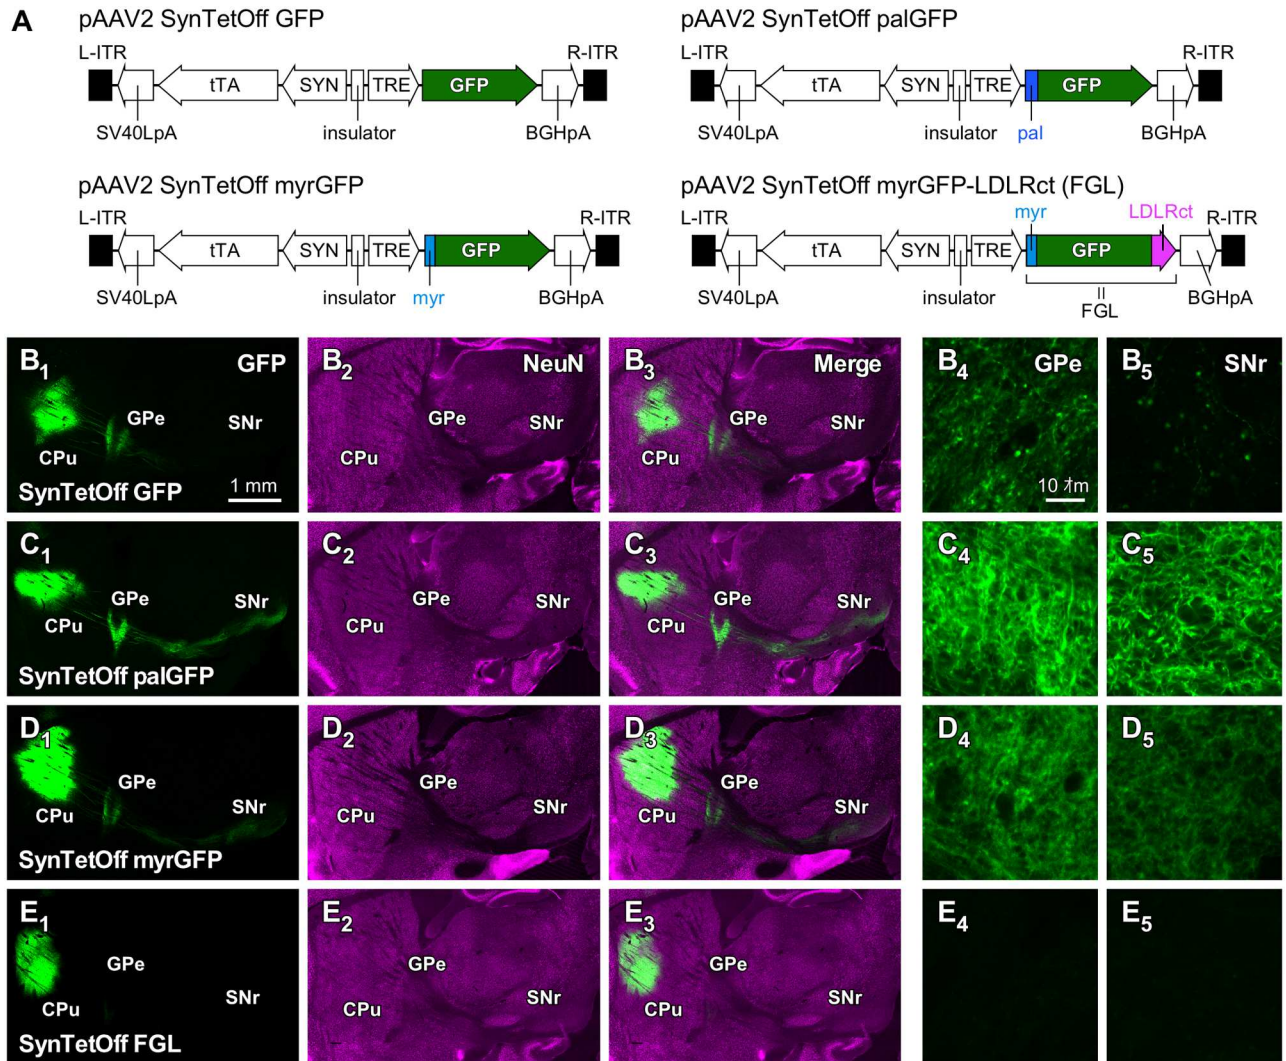 A
pAAV2 SynTetOff GFP
L-ITR R-ITR
tTA SYN TRE GFP
SV40LpA insulator BGHpA
pAAV2 SynTetOff palGFP
L-ITR R-ITR
tTA SYN TRE GFP
SV40LpA insulator pal BGHpA
pAAV2 SynTetOff myrGFP
L-ITR R-ITR
tTA SYN TRE GFP
SV40LpA insulator myr BGHpA
pAAV2 SynTetOff myrGFP-LDLRct (FGL)
L-ITR myr LDLRct R-ITR
tTA SYN TRE GFP
SV40LpA insulator = FGL BGHpA
B1 GFP
GPe SNr
CPu
SynTetOff GFP 1 mm
B2 NeuN
GPe SNr
CPu
B3 Merge
GPe SNr
CPu
B4 GPe
10 ⁄m
B5 SNr
C1
GPe SNr
CPu
SynTetOff palGFP
C2
GPe SNr
CPu
C3
GPe SNr
CPu
C4
C5
D1
GPe
CPu SNr
SynTetOff myrGFP
D2
GPe
CPu SNr
D3
GPe
CPu SNr
D4
D5
E1
GPe
CPu SNr
SynTetOff FGL
E2
GPe
CPu SNr
E3
GPe
CPu SNr
E4
E5